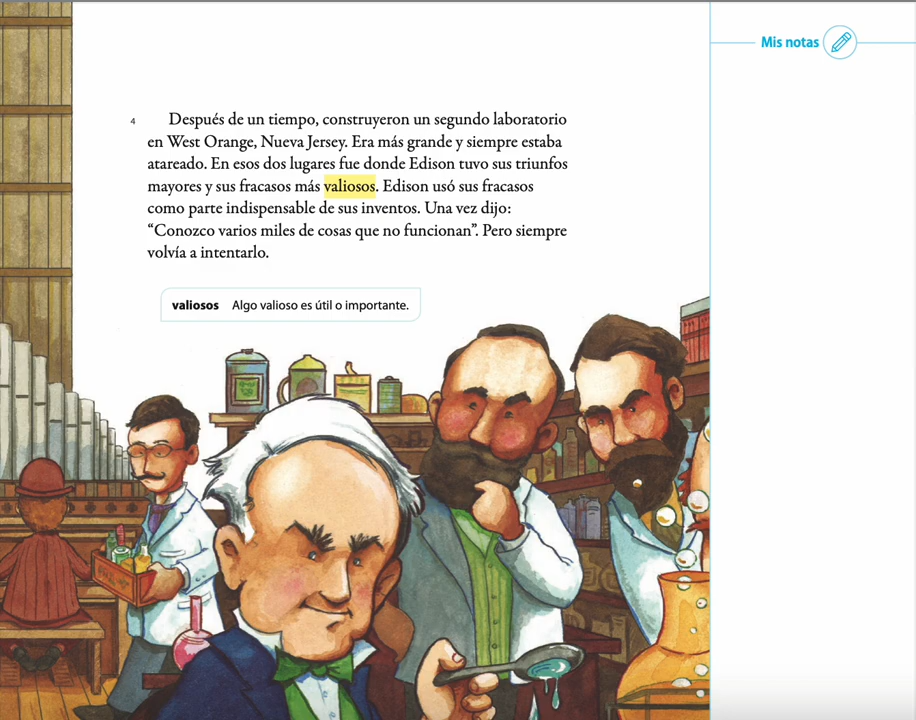 Mis notas
4
Después de un tiempo, construyeron un segundo laboratorio
en West Orange, Nueva Jersey. Era más grande y siempre estaba
atareado. En esos dos lugares fue donde Edison tuvo sus triunfos
mayores y sus fracasos más valiosos. Edison usó sus fracasos
como parte indispensable de sus inventos. Una vez dijo:
“Conozco varios miles de cosas que no funcionan”. Pero siempre
volvía a intentarlo.
valiosos Algo valioso es útil o importante.